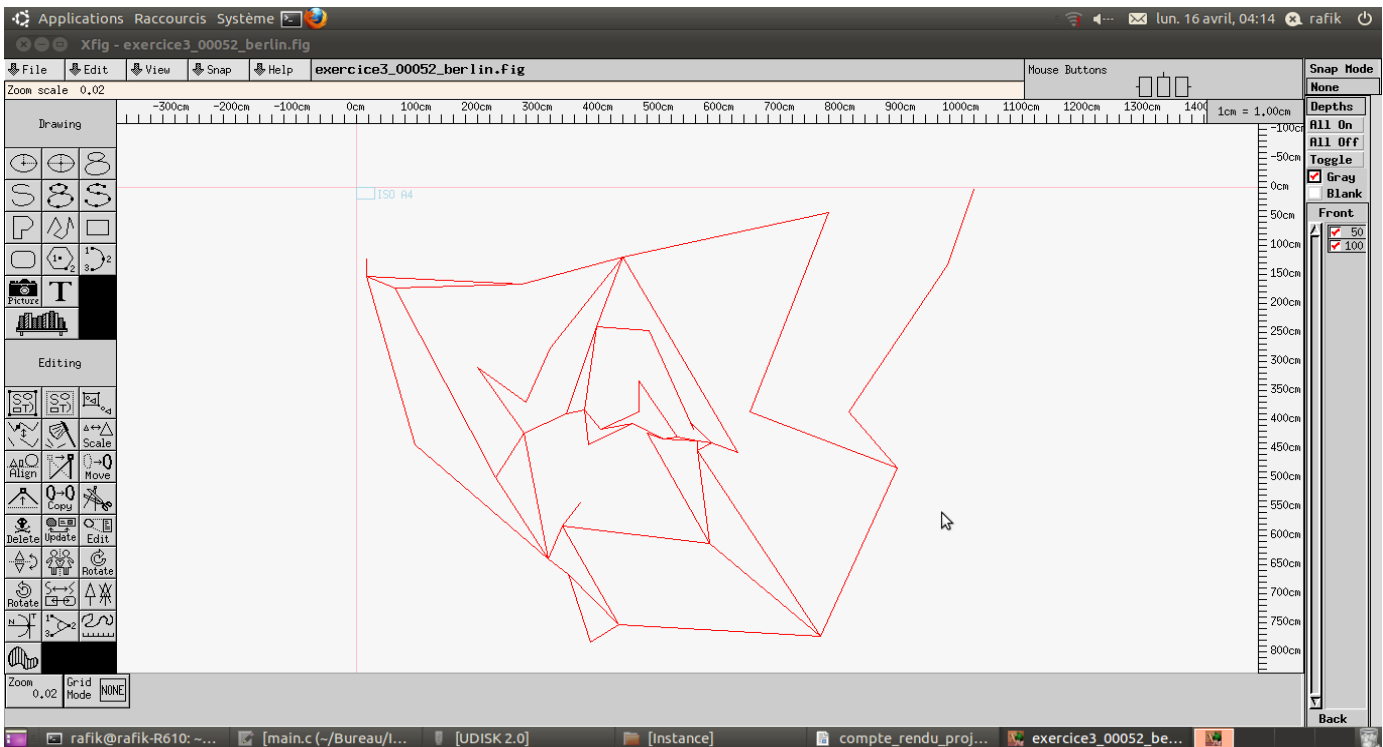 Applications Raccourcis Système lun. 16 avril, 04:14 rafik
Xfig - exercice3_00052_berlin.fig
File Edit View Snap Help exercice3_00052_berlin.fig Mouse Buttons Snap Mode
Zoom scale 0.02 None
-300cm -200cm -100cm 0cm 100cm 200cm 300cm 400cm 500cm 600cm 700cm 800cm 900cm 1000cm 1100cm 1200cm 1300cm 1400 1cm = 1.00cm
Drawing
Picture
T
Editing
Scale
Align
Move
Copy
Delete Update Edit
Rotate
Rotate
Zoom 0.02
Grid Mode NONE
ISO A4
-100cm
-50cm
0cm
50cm
100cm
150cm
200cm
250cm
300cm
350cm
400cm
450cm
500cm
550cm
600cm
650cm
700cm
750cm
800cm
Depths
All On
All Off
Toggle
Gray
Blank
Front
50
100
Back
rafik@rafik-R610: ~... [main.c (~/Bureau/I... [UDISK 2.0] [Instance] compte_rendu_proj... exercice3_00052_be...